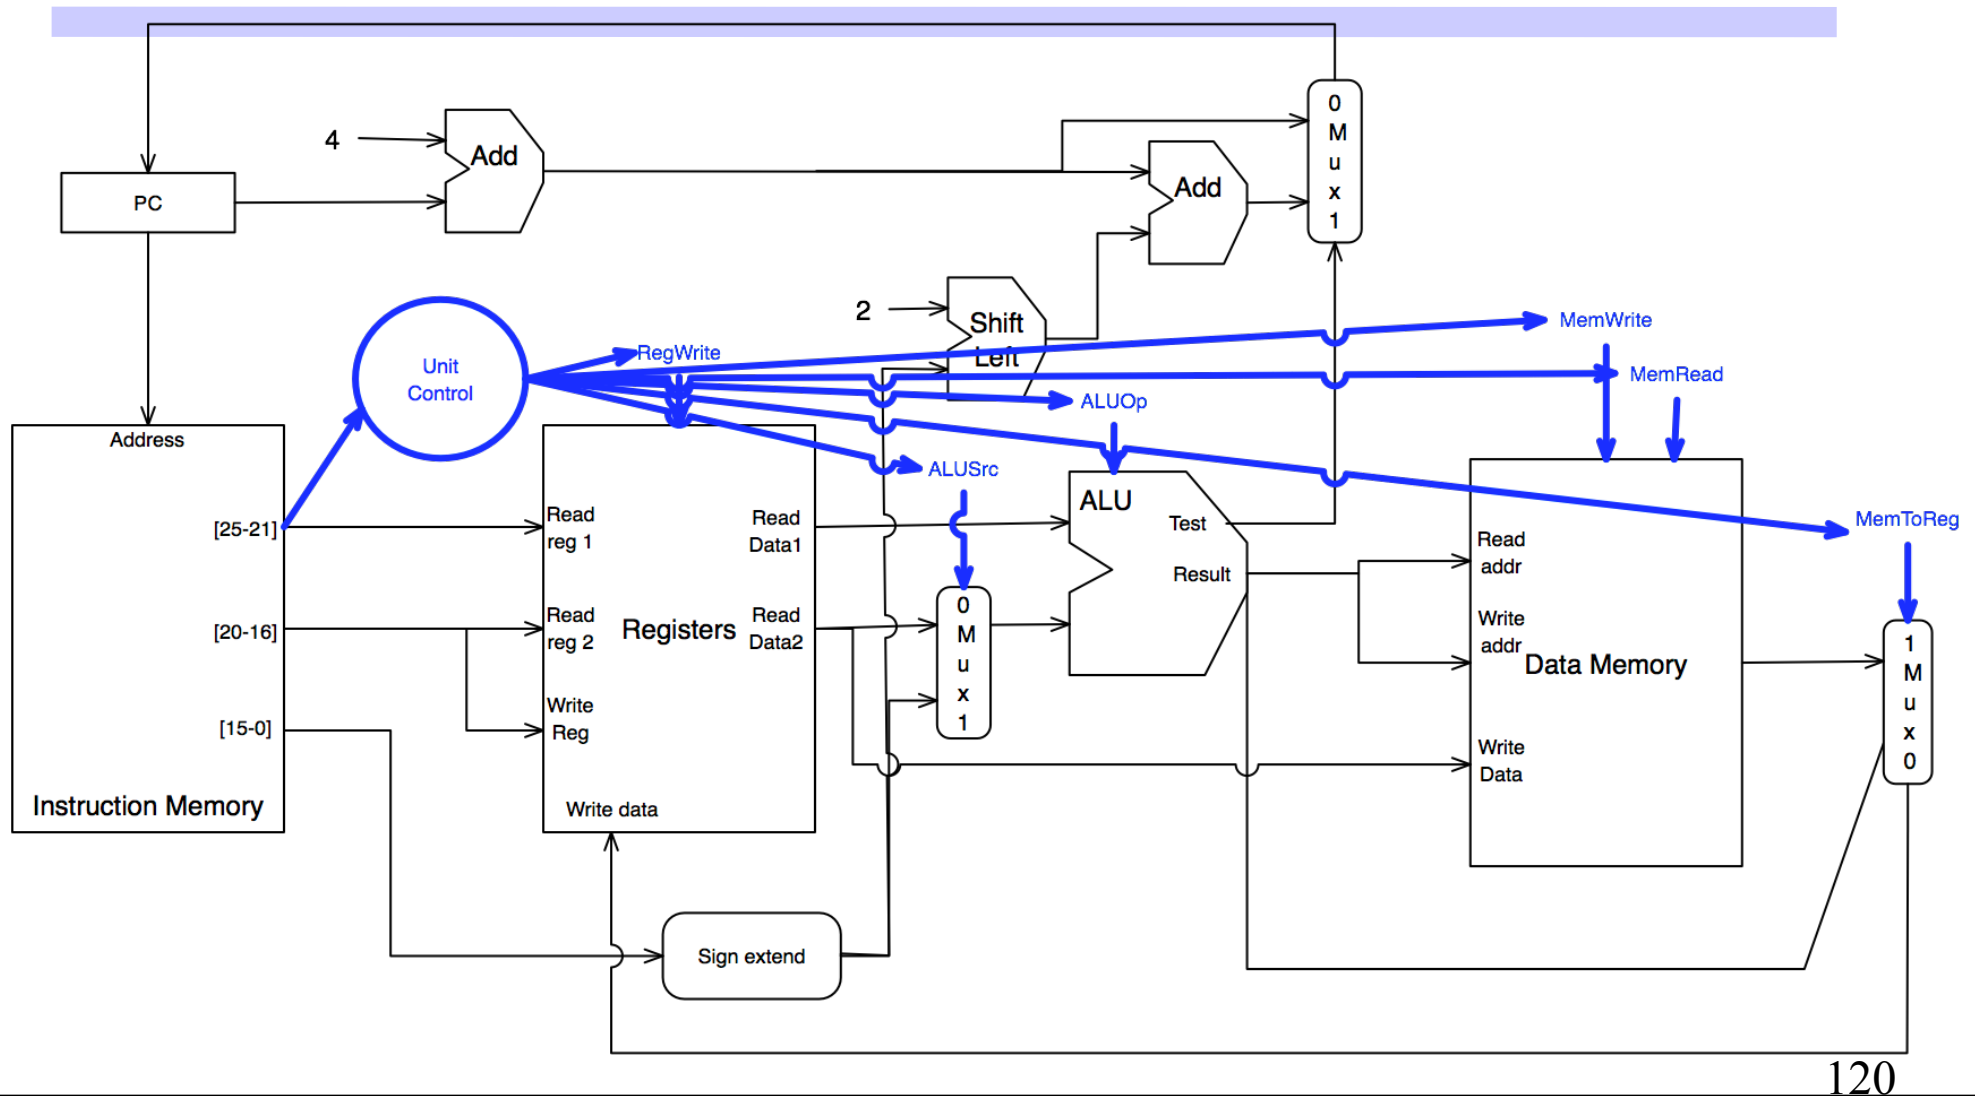 4
Add
PC
Add
0
M
u
x
1
2
Shift
Left
Unit
Control
RegWrite
MemWrite
MemRead
ALUOp
ALUSrc
MemToReg
Address
[25-21]
[20-16]
[15-0]
Instruction Memory
Read
reg 1
Read
reg 2
Write
Reg
Registers
Read
Data1
Read
Data2
Write data
0
M
u
x
1
ALU
Test
Result
Read
addr
Write
addr
Data Memory
Write
Data
1
M
u
x
0
Sign extend
120